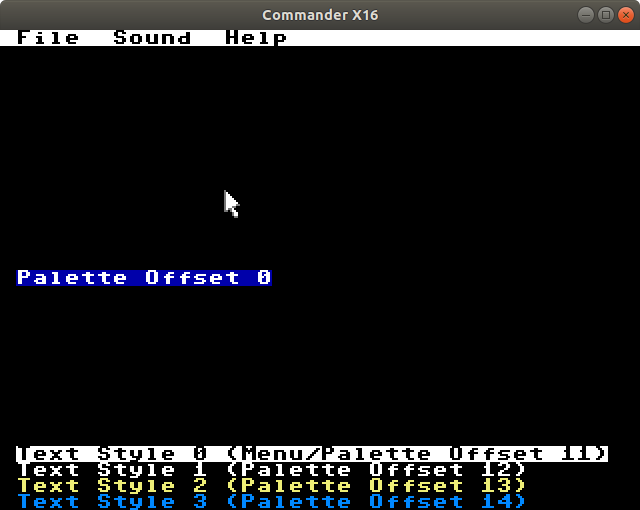 Commander X16
File Sound Help
Palette Offset 0
Text Style 0 (Menu/Palette Offset 11)
Text Style 1 (Palette Offset 12)
Text Style 2 (Palette Offset 13)
Text Style 3 (Palette Offset 14)